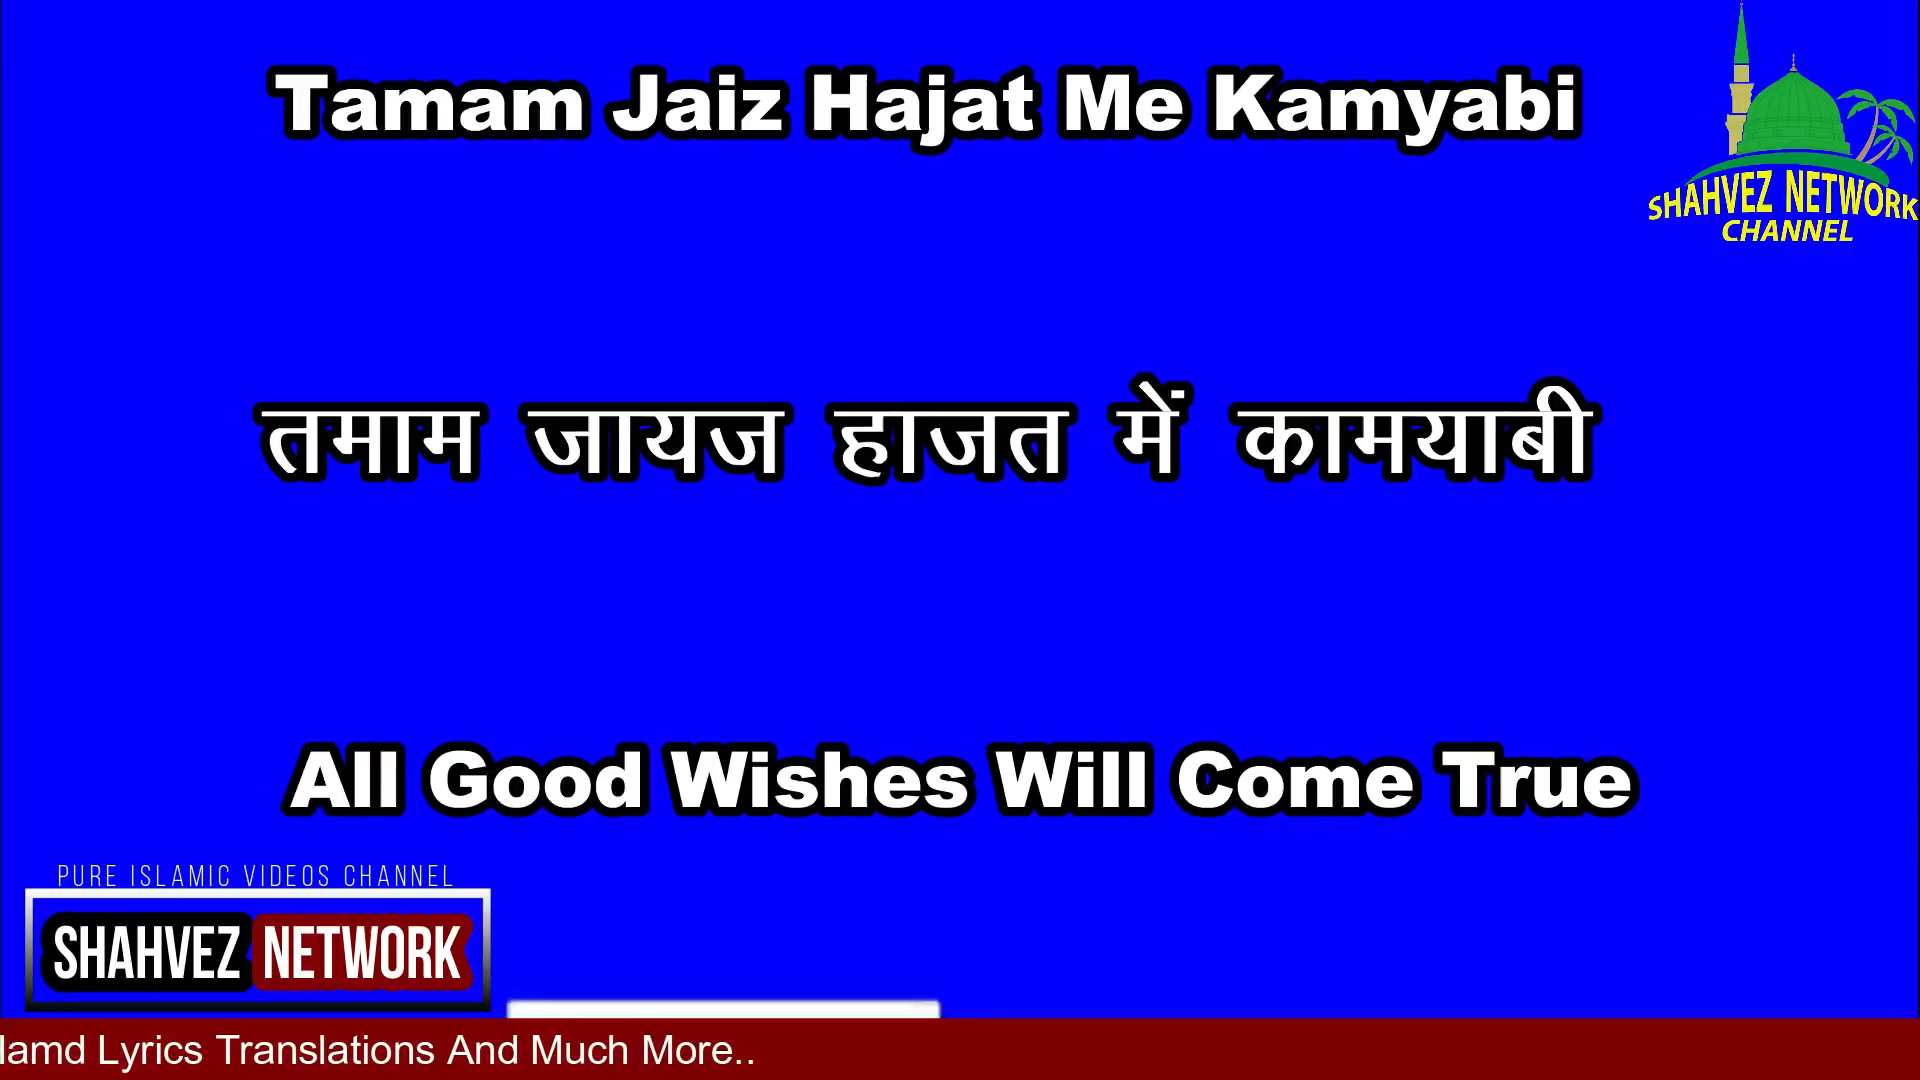 Tamam Jaiz Hajat Me Kamyabi
SHAHVEZ NETWORK
CHANNEL
तमाम जायज हाजत में कामयाबी
All Good Wishes Will Come True
PURE ISLAMIC VIDEOS CHANNEL
SHAHVEZ NETWORK
Lyrics Translations And Much More..